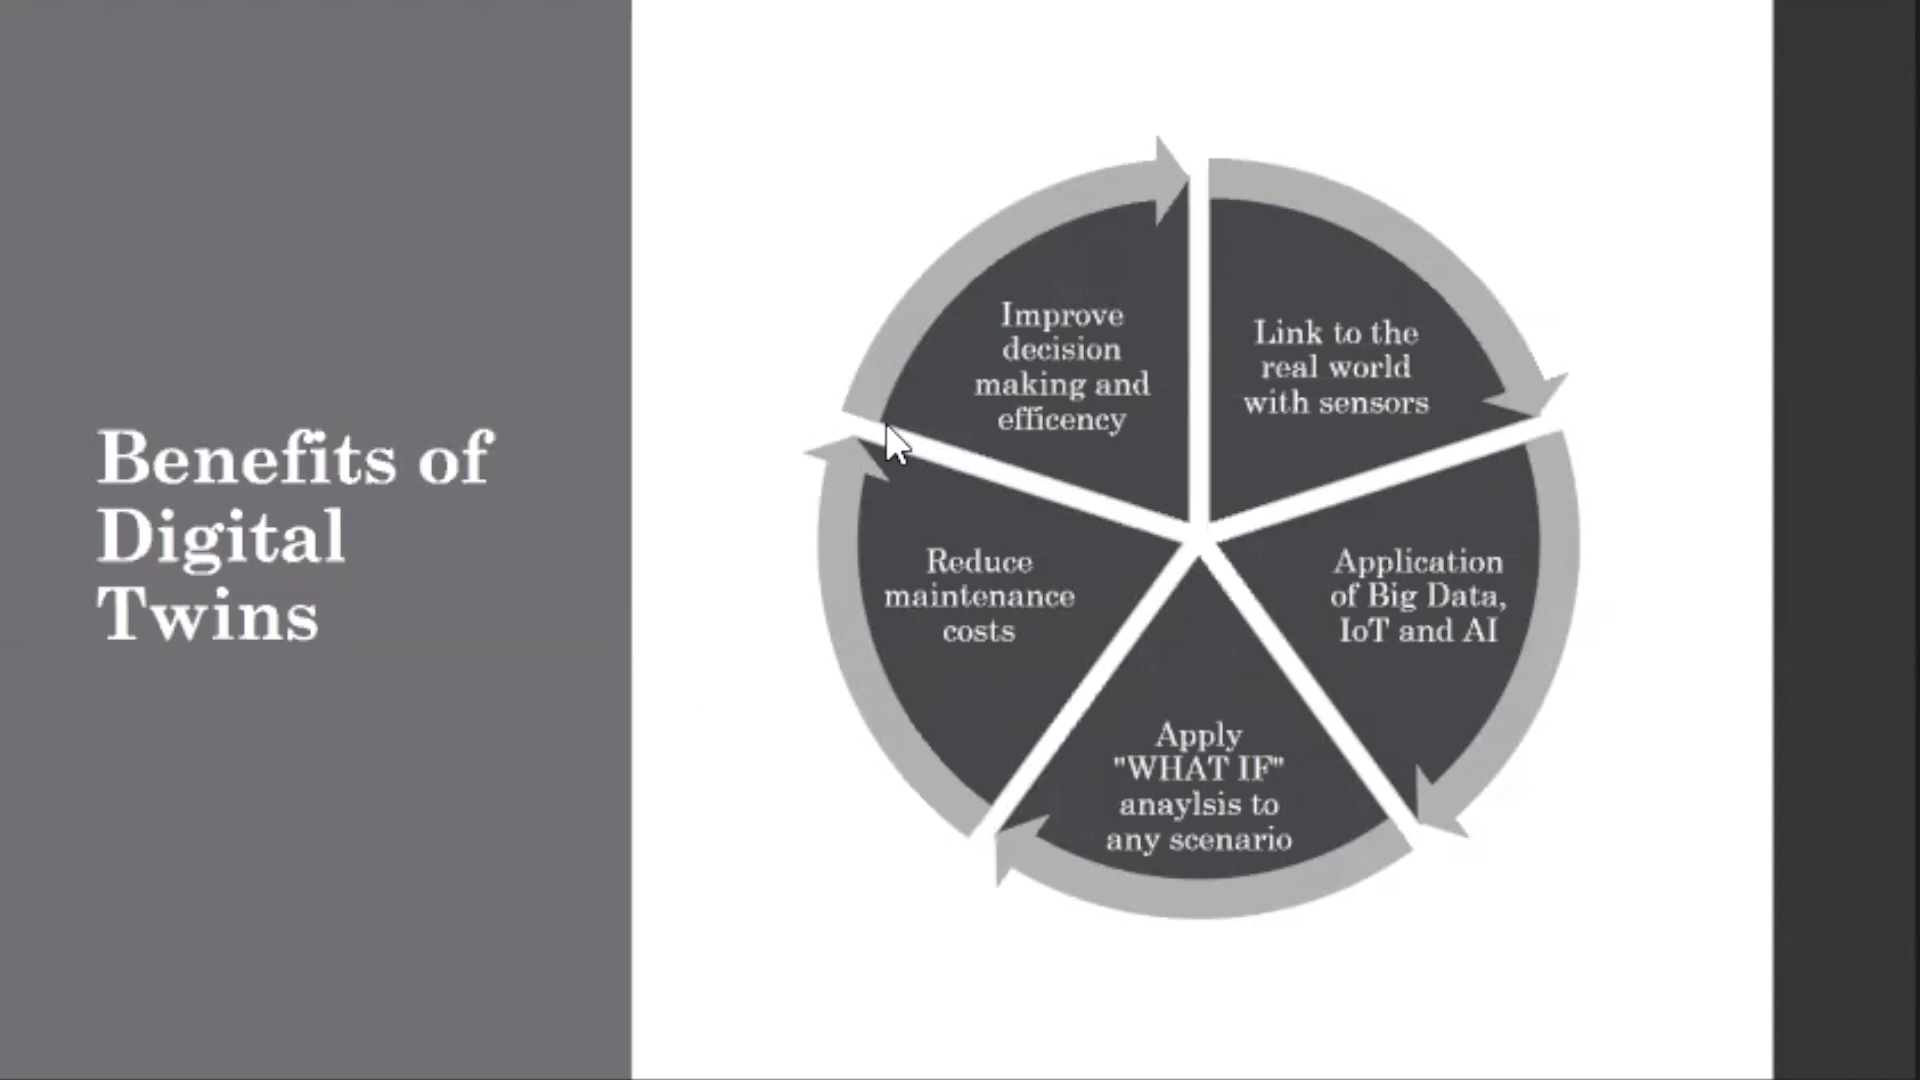 Benefits of
Digital
Twins
Improve
decision
making and
efficency
Link to the
real world
with sensors
Reduce
maintenance
costs
Application
of Big Data,
IoT and AI
Apply
"WHAT IF"
anaylsis to
any scenario